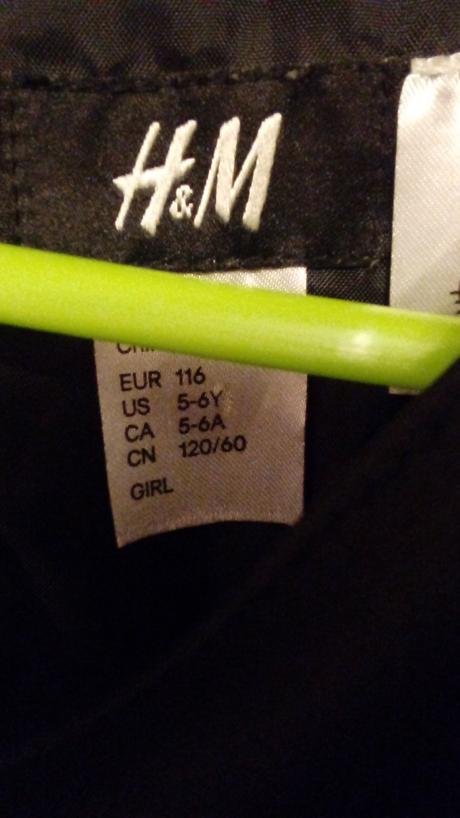 H&M
EUR 116
US 5-6Y
CA 5-6A
CN 120/60
GIRL